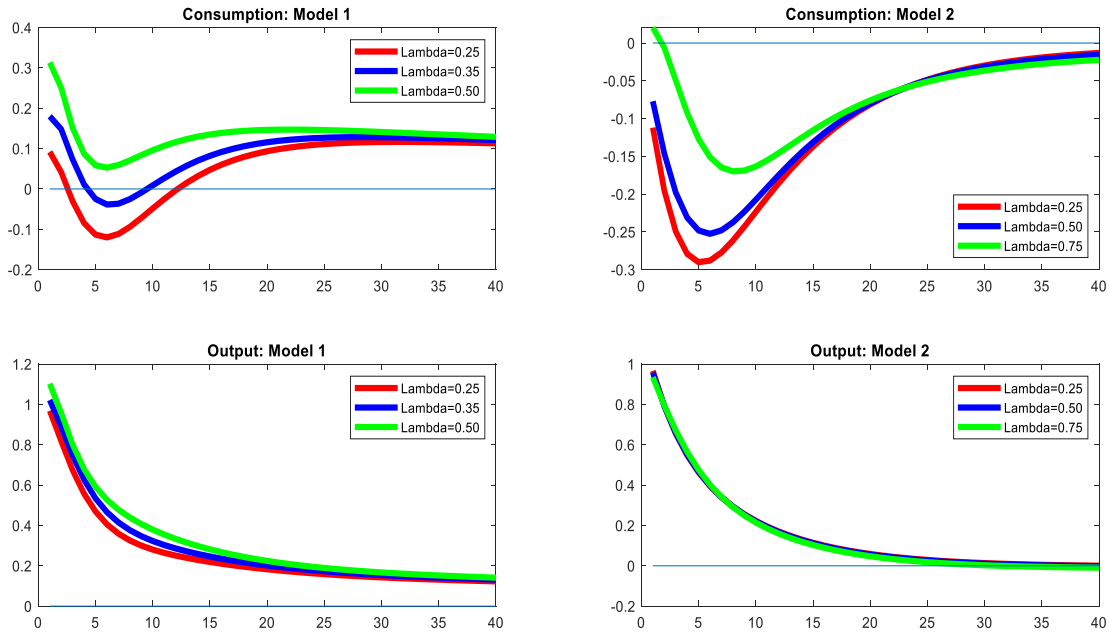 Consumption: Model 1
0.4
0.3
0.2
0.1
0
-0.1
-0.2
0 5 10 15 20 25 30 35 40
Lambda=0.25
Lambda=0.35
Lambda=0.50
Consumption: Model 2
0
-0.05
-0.1
-0.15
-0.2
-0.25
-0.3
0 5 10 15 20 25 30 35 40
Lambda=0.25
Lambda=0.50
Lambda=0.75
Output: Model 1
1.2
1
0.8
0.6
0.4
0.2
0
0 5 10 15 20 25 30 35 40
Lambda=0.25
Lambda=0.35
Lambda=0.50
Output: Model 2
1
0.8
0.6
0.4
0.2
0
-0.2
0 5 10 15 20 25 30 35 40
Lambda=0.25
Lambda=0.50
Lambda=0.75